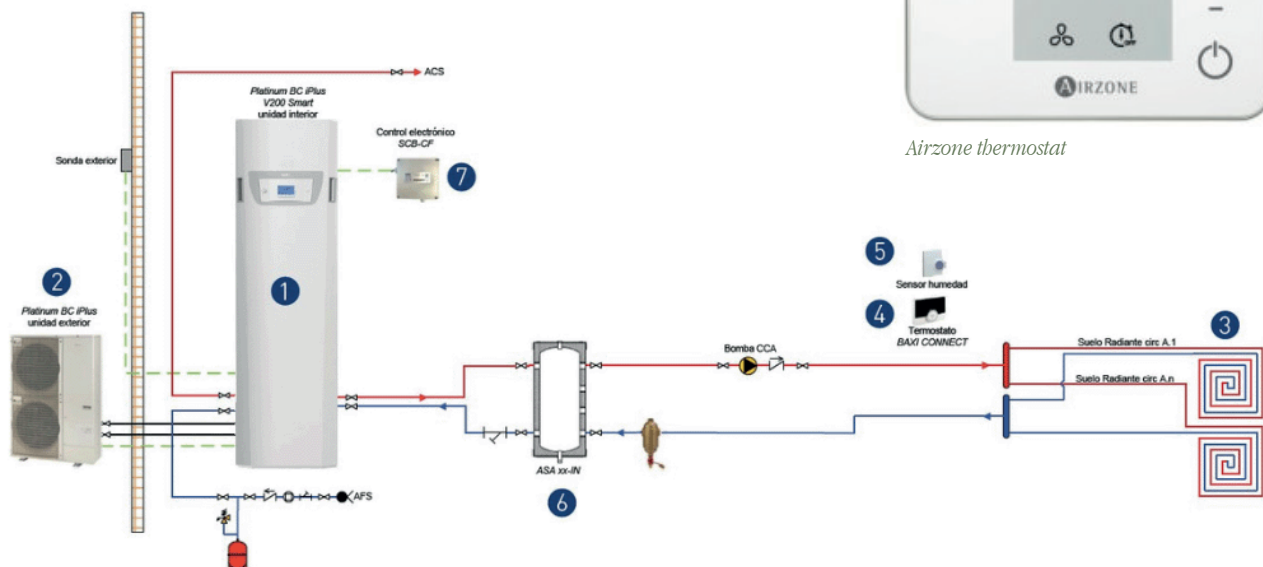 OFF
AIRZONE
Airzone thermostat
ACS
Platinum BC iPlus
V200 Smart
unidad interior
Control electrónico
SCB-CF
7
Sonda exterior
1
2
Platinum BC iPlus
unidad exterior
AFS
ASA xx-IN
6
Bomba CCA
5
Sensor humedad
4
Termostato
BAXI CONNECT
3
Suelo Radiante circ A.1
Suelo Radiante circ A.n